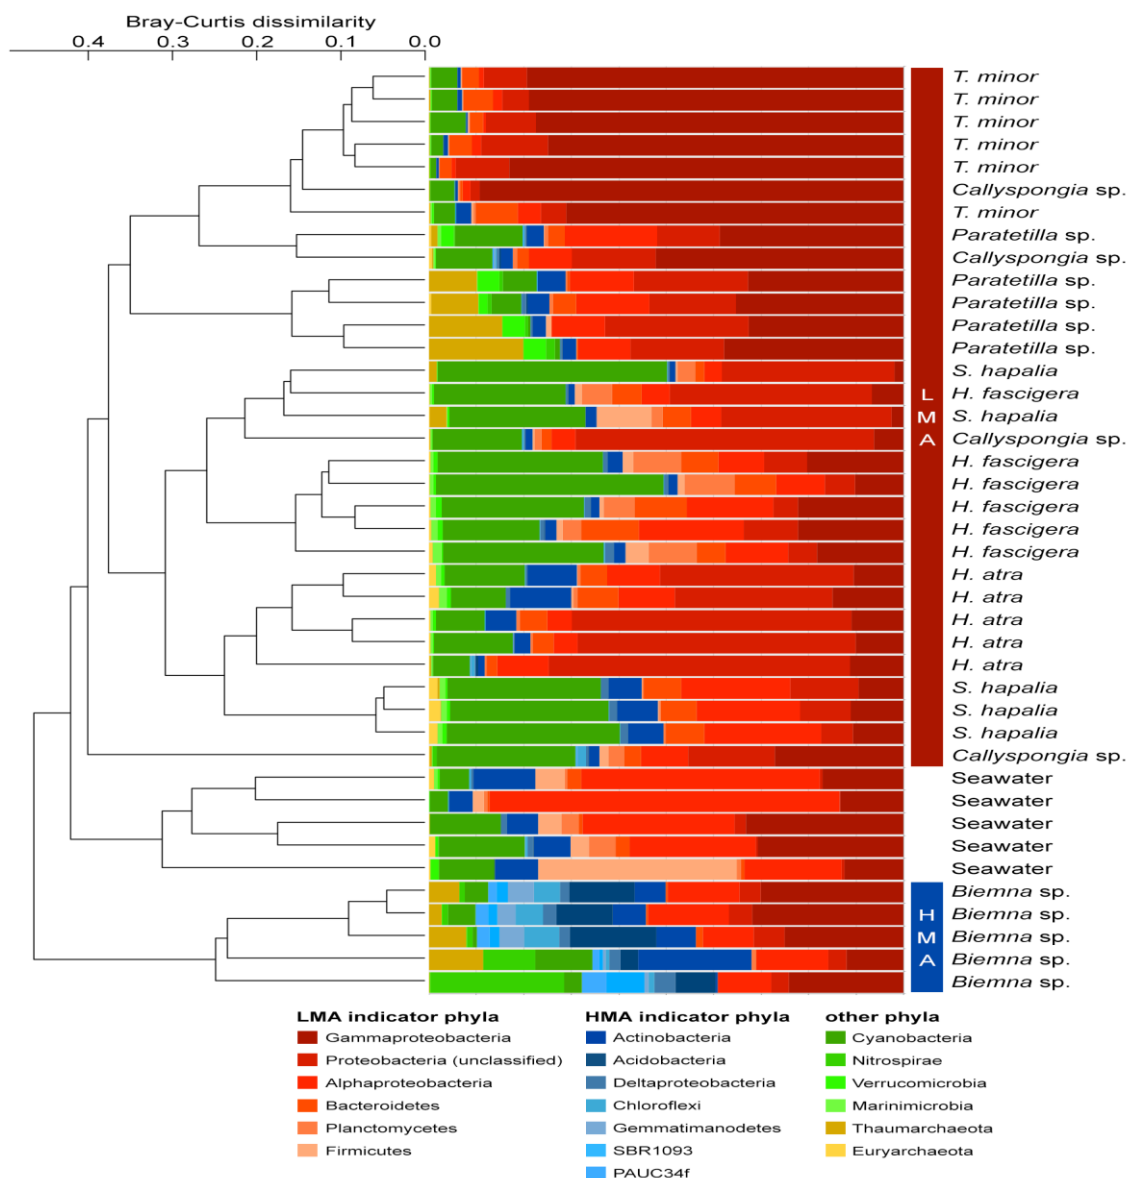 Bray-Curtis dissimilarity
0.4 0.3 0.2 0.1 0.0
T. minor
T. minor
T. minor
T. minor
T. minor
Callyspongia sp.
T. minor
Paratetilla sp.
Callyspongia sp.
Paratetilla sp.
Paratetilla sp.
Paratetilla sp.
Paratetilla sp.
S. hapalia
L H. fascigera
M S. hapalia
A Callyspongia sp.
H. fascigera
H. fascigera
H. fascigera
H. fascigera
H. fascigera
H. atra
H. atra
H. atra
H. atra
H. atra
S. hapalia
S. hapalia
S. hapalia
Callyspongia sp.
Seawater
Seawater
Seawater
Seawater
Seawater
Biemna sp.
H Biemna sp.
M Biemna sp.
A Biemna sp.
Biemna sp.
LMA indicator phyla HMA indicator phyla other phyla
Gammaproteobacteria Actinobacteria Cyanobacteria
Proteobacteria (unclassified) Acidobacteria Nitrospirae
Alphaproteobacteria Deltaproteobacteria Verrucomicrobia
Bacteroidetes Chloroflexi Marinimicrobia
Planctomycetes Gemmatimanodetes Thaumarchaeota
Firmicutes SBR1093 Euryarchaeota
PAUC34f